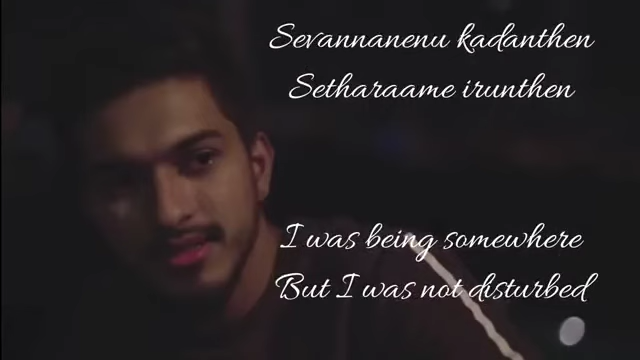 Sevannanenu kadanthen
Setharaame irunthen
I was being somewhere
But I was not disturbed